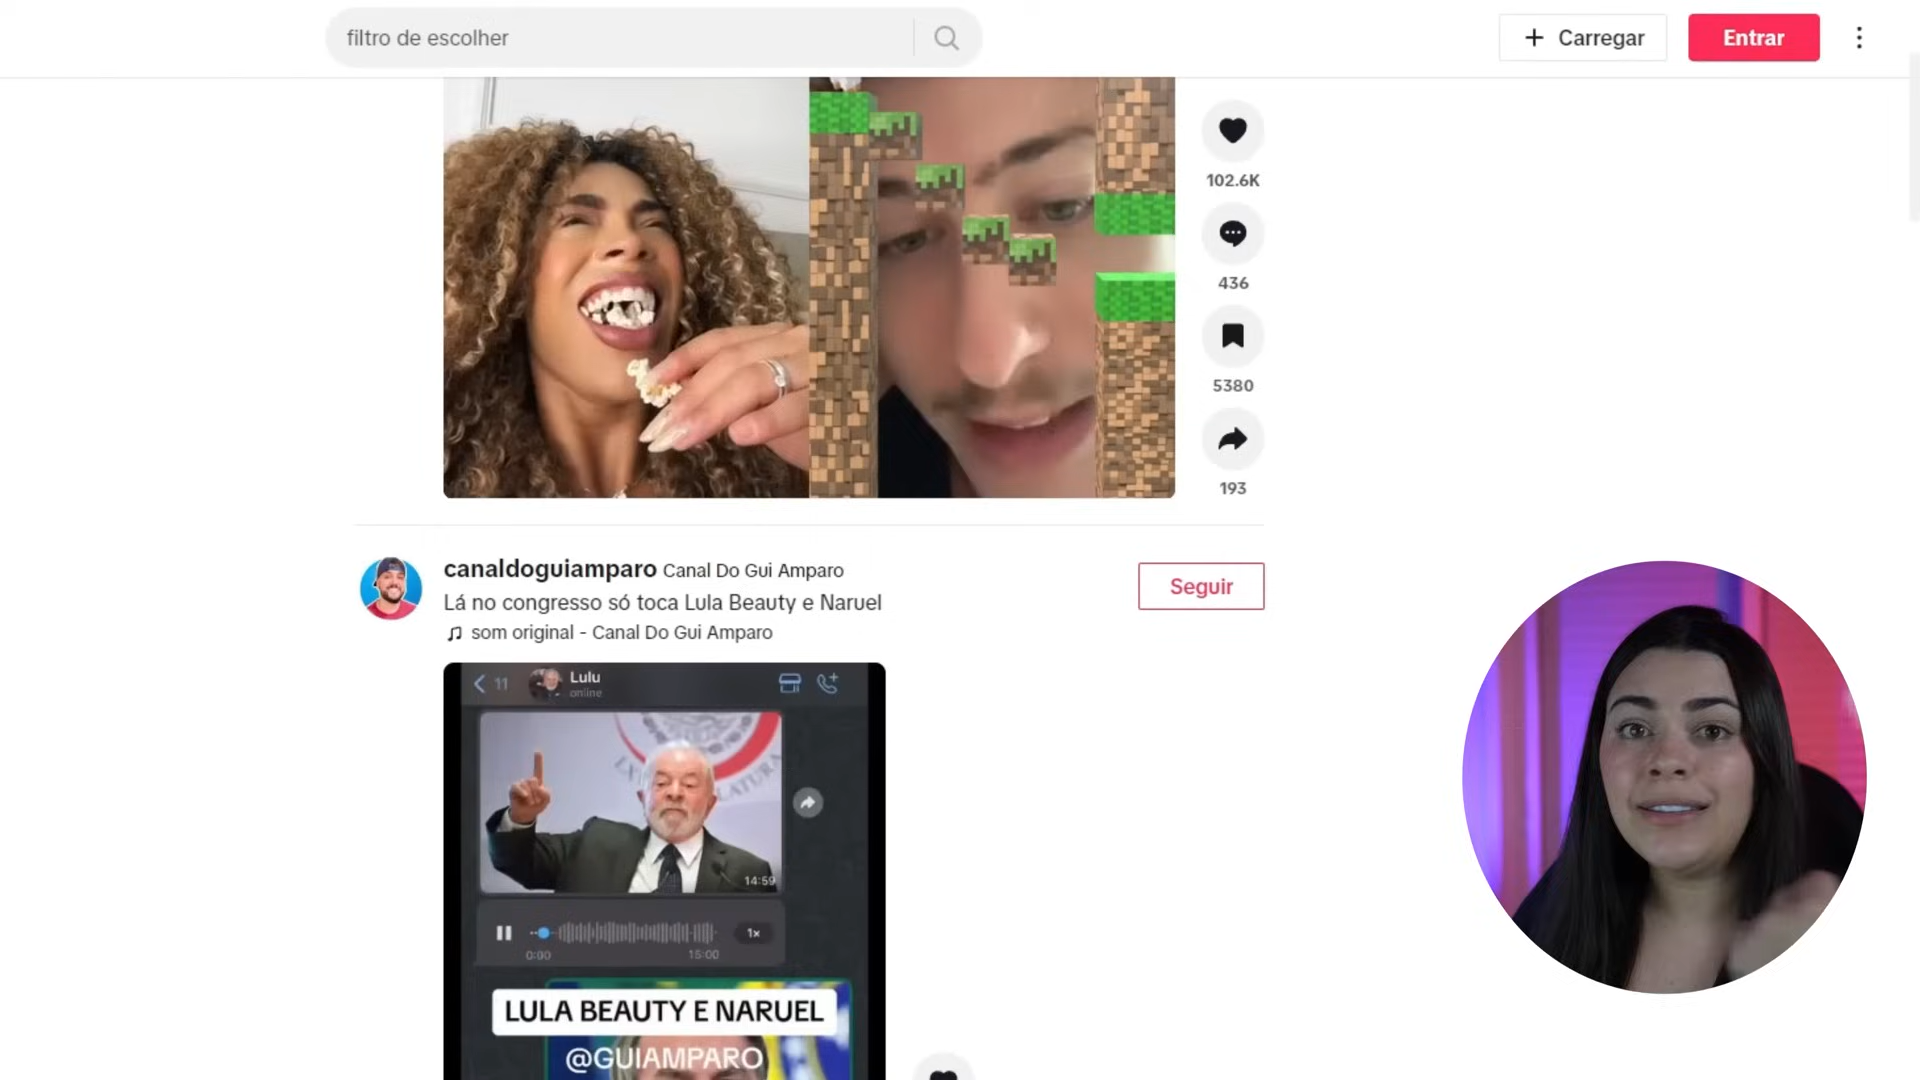 filtro de escolher
Carregar
Entrar
102.6K
436
5380
193
canaldoguiamparo Canal Do Gui Amparo
Lá no congresso só toca Lula Beauty e Naruel
som original - Canal Do Gui Amparo
Seguir
11
Lulu
online
14:59
1x
0:00
15:00
LULA BEAUTY E NARUEL
@GUIAMPARO